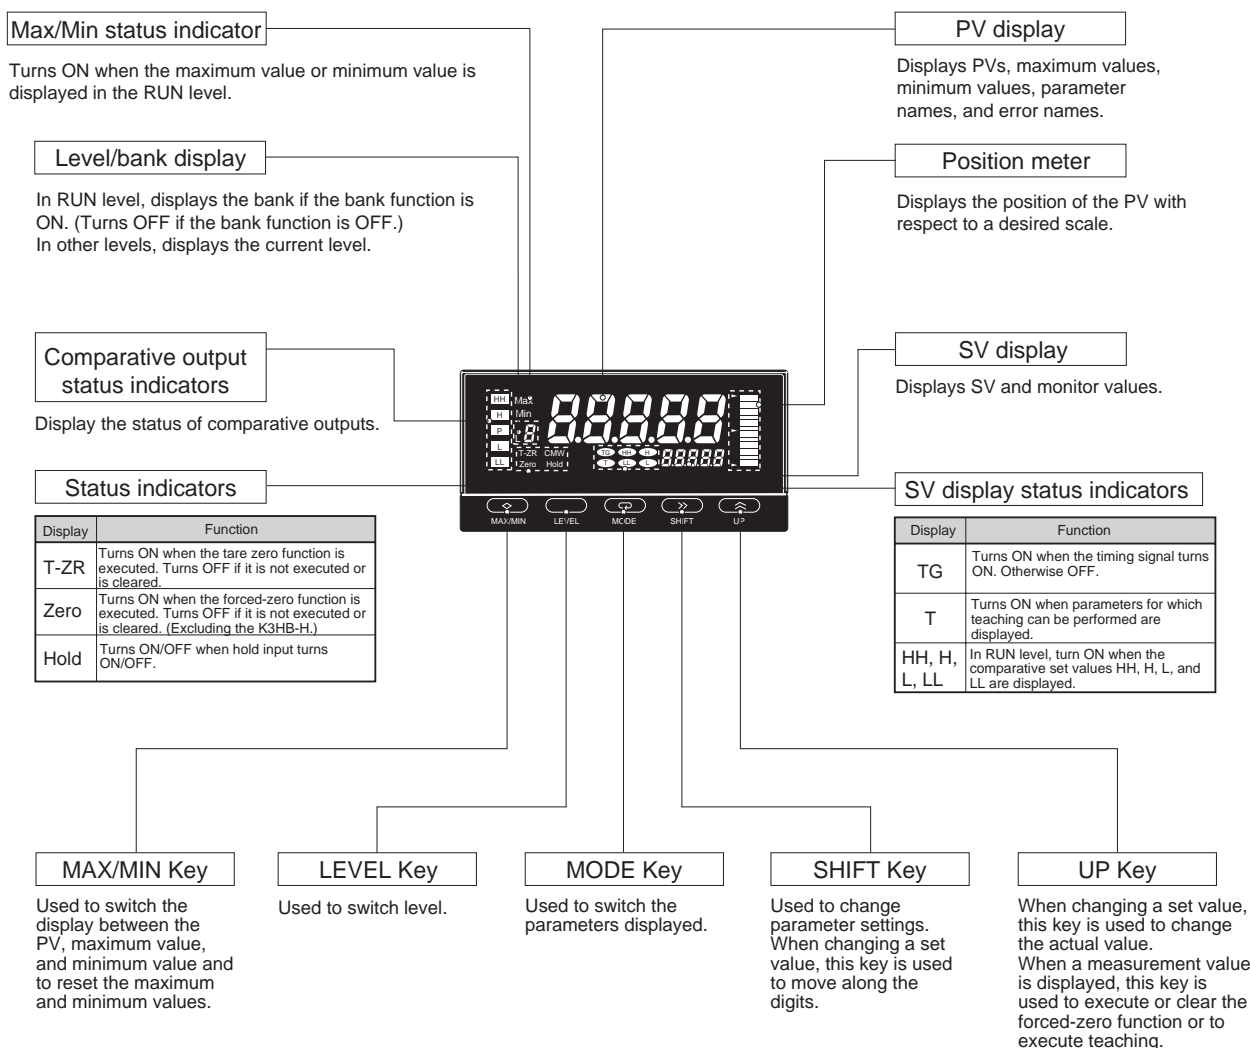 Max/Min status indicator
Turns ON when the maximum value or minimum value is
displayed in the RUN level.
Level/bank display
In RUN level, displays the bank if the bank function is
ON. (Turns OFF if the bank function is OFF.)
In other levels, displays the current level.
Comparative output
status indicators
Display the status of comparative outputs.
Status indicators
Display Function
T-ZR
Turns ON when the tare zero function is
executed. Turns OFF if it is not executed or
is cleared.
Zero
Turns ON when the forced-zero function is
executed. Turns OFF if it is not executed or
is cleared. (Excluding the K3HB-H.)
Hold
Turns ON/OFF when hold input turns
ON/OFF.
PV display
Displays PVs, maximum values,
minimum values, parameter
names, and error names.
Position meter
Displays the position of the PV with
respect to a desired scale.
SV display
Displays SV and monitor values.
SV display status indicators
Display Function
TG
Turns ON when the timing signal turns
ON. Otherwise OFF.
T
Turns ON when parameters for which
teaching can be performed are
displayed.
HH, H,
L, LL
In RUN level, turn ON when the
comparative set values HH, H, L, and
LL are displayed.
HH
H
P
L
LL
Max
Min
L8
T-ZR CMW
Zero Hold
8.8.8.8.8
TG HH H
T LL L
8.8.8.8.8
MAX/MIN LEVEL MODE SHIFT UP
MAX/MIN Key
Used to switch the
display between the
PV, maximum value,
and minimum value and
to reset the maximum
and minimum values.
LEVEL Key
Used to switch level.
MODE Key
Used to switch the
parameters displayed.
SHIFT Key
Used to change
parameter settings.
When changing a set
value, this key is used
to move along the
digits.
UP Key
When changing a set value,
this key is used to change
the actual value.
When a measurement value
is displayed, this key is
used to execute or clear the
forced-zero function or to
execute teaching.